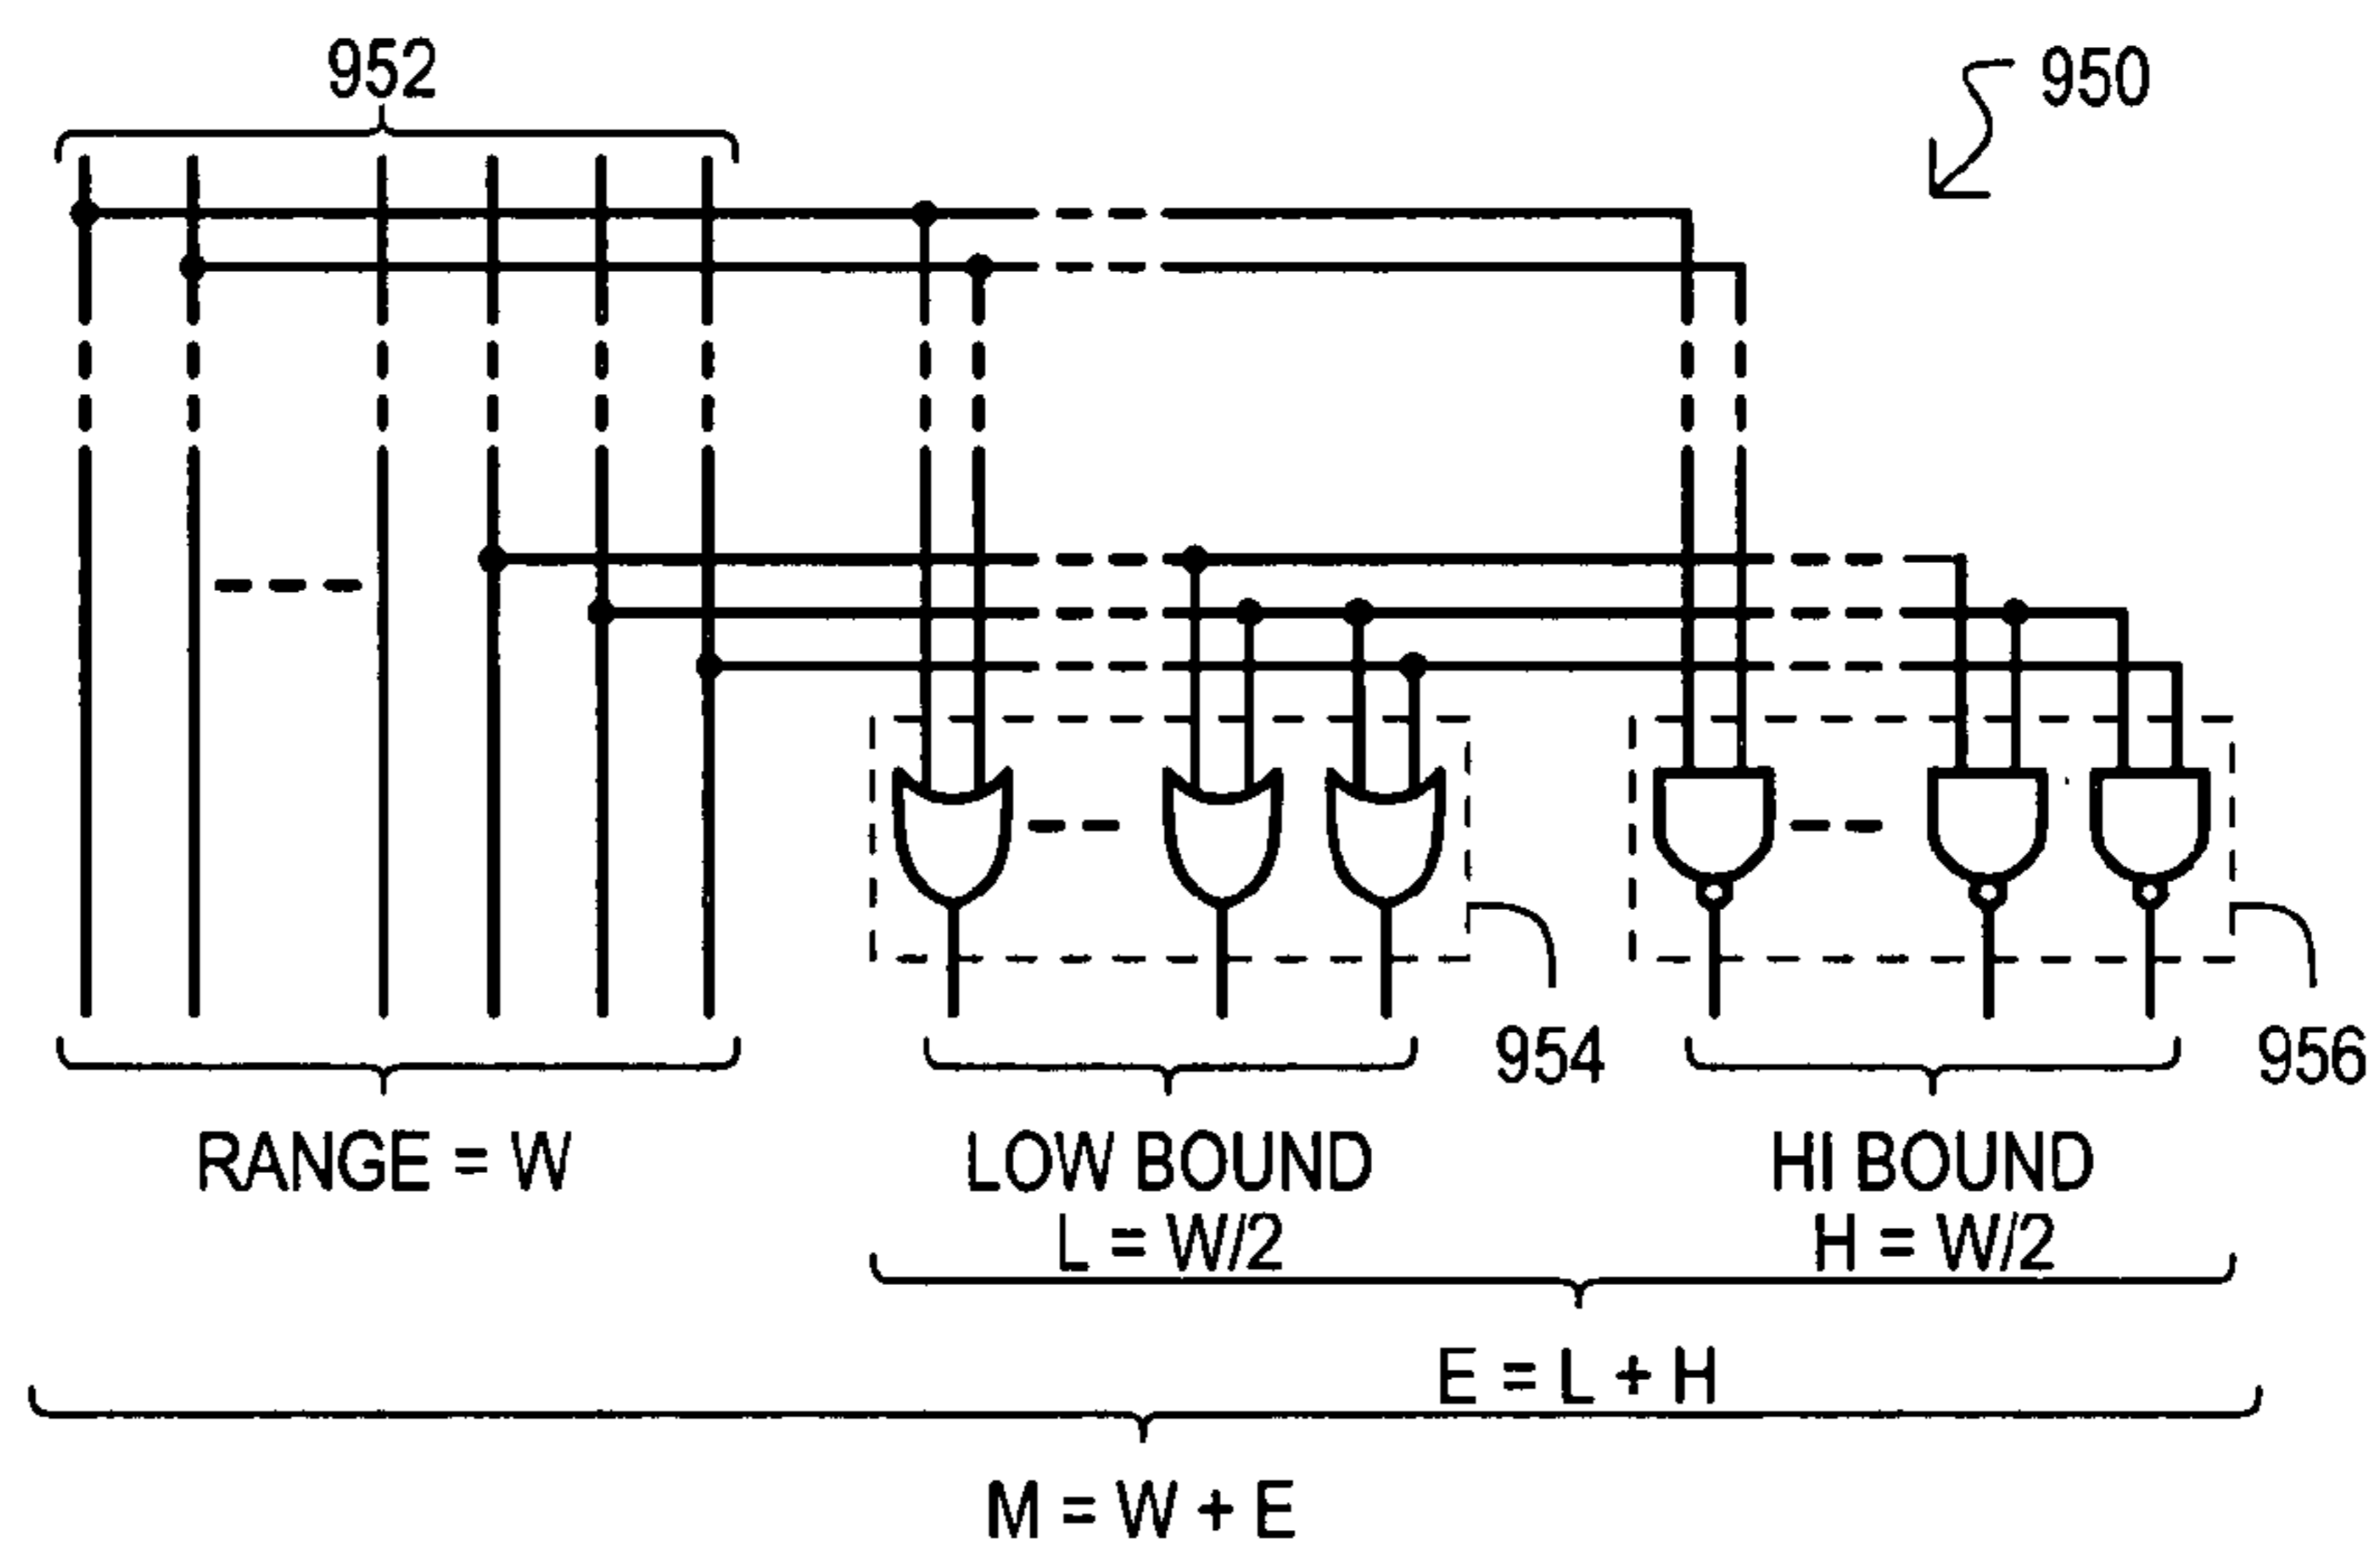 952
950
954
956
RANGE = W
LOW BOUND
L = W/2
HI BOUND
H = W/2
E = L + H
M = W + E